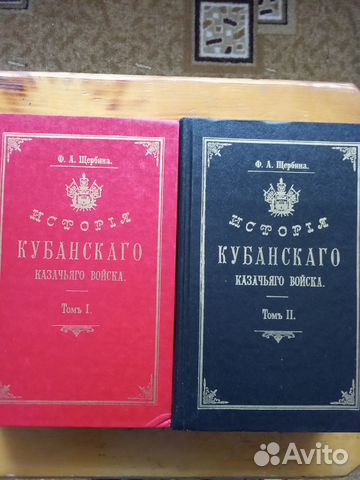 Ф. А. Щербина.
ИСТОРІЯ
КУБАНСКАГО
КАЗАЧЬЯГО ВОЙСКА.
Томъ I.
Ф. А. Щербина.
ИСТОРІЯ
КУБАНСКАГО
КАЗАЧЬЯГО ВОЙСКА.
Томъ II.
Avito